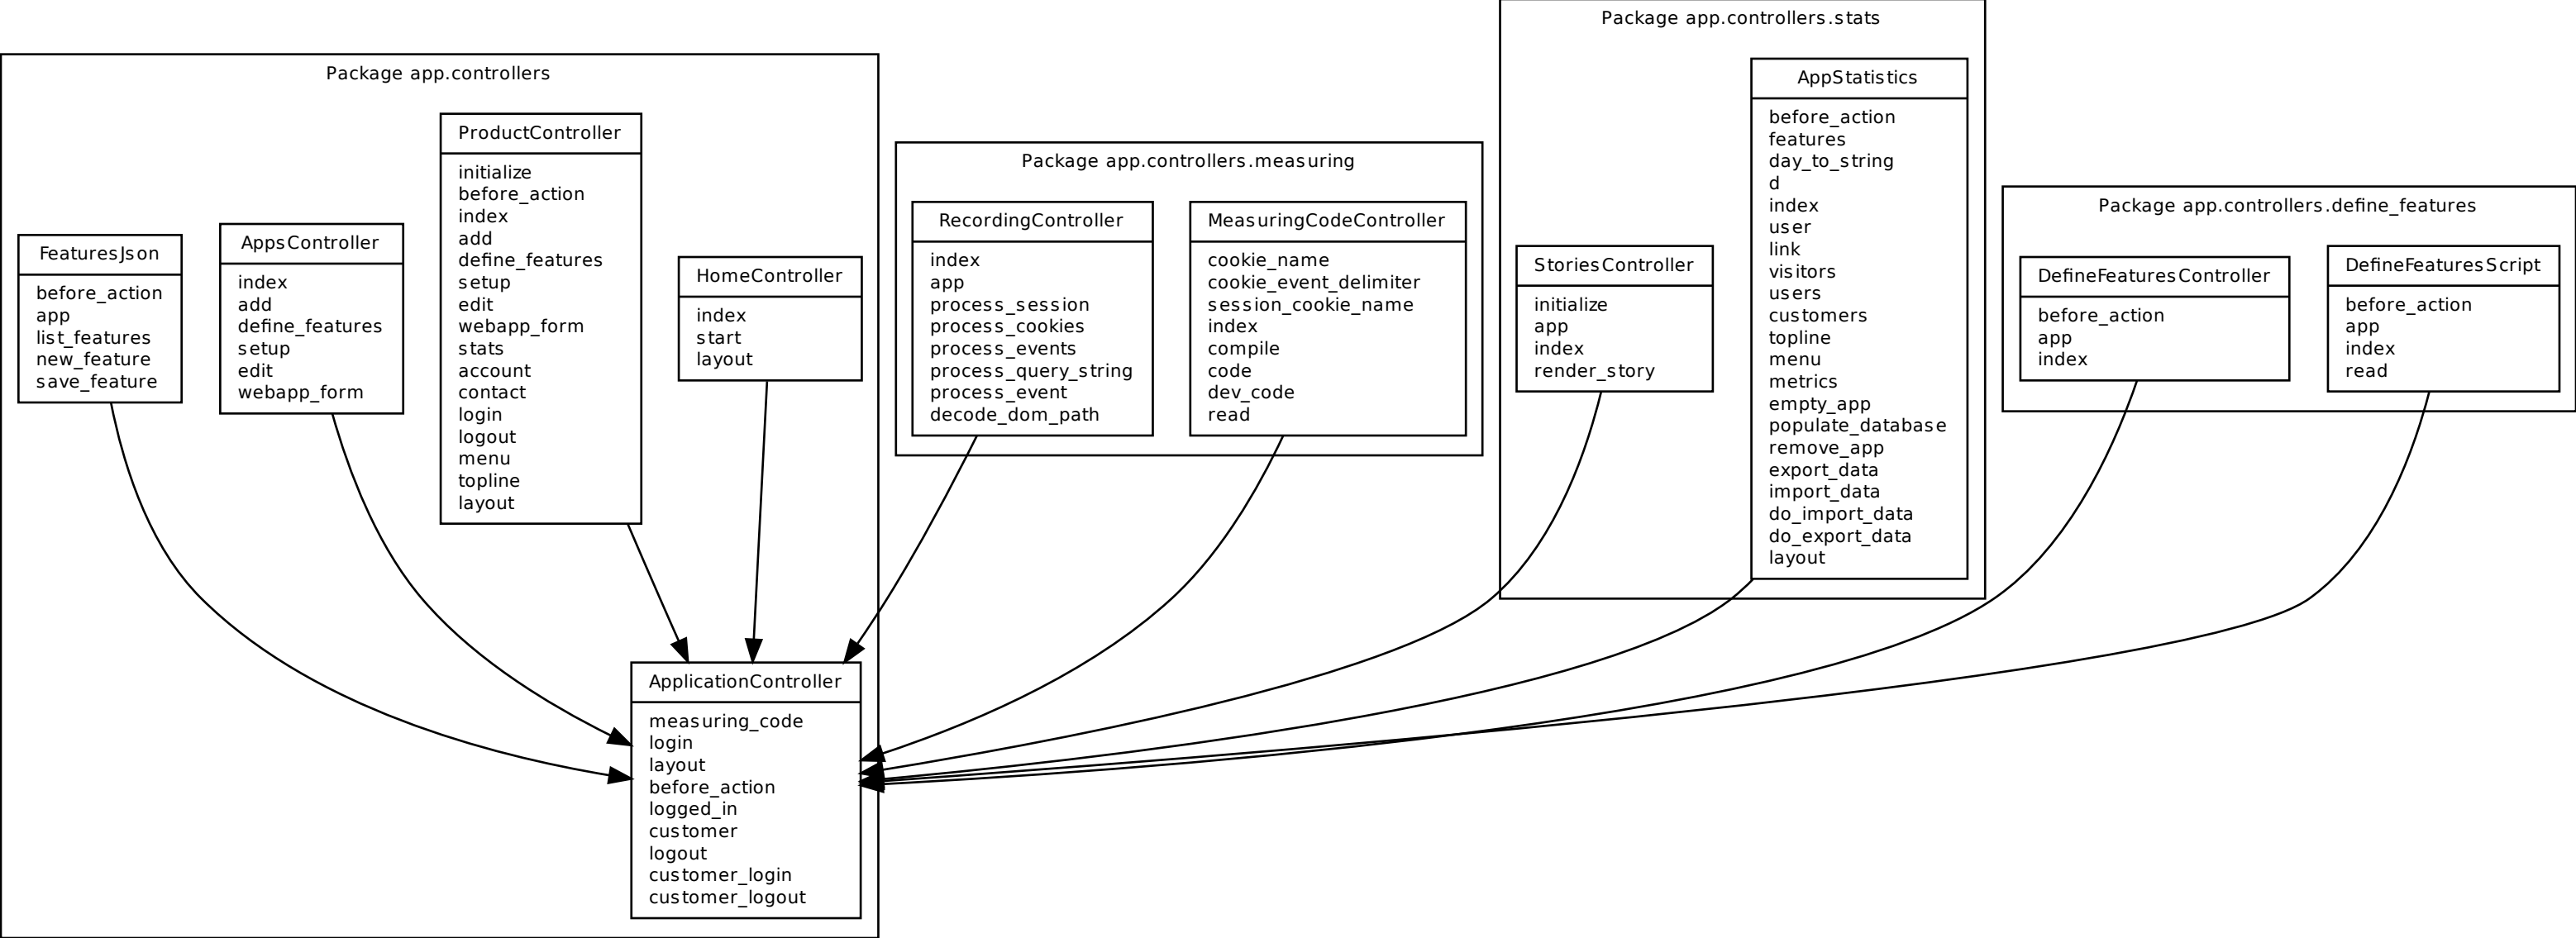 Package app.controllers
FeaturesJson
before_action
app
list_features
new_feature
save_feature
AppsController
index
add
define_features
setup
edit
webapp_form
ProductController
initialize
before_action
index
add
define_features
setup
edit
webapp_form
stats
account
contact
login
logout
menu
topline
layout
HomeController
index
start
layout
ApplicationController
measuring_code
login
layout
before_action
logged_in
customer
logout
customer_login
customer_logout
Package app.controllers.measuring
RecordingController
index
app
process_session
process_cookies
process_events
process_query_string
process_event
decode_dom_path
MeasuringCodeController
cookie_name
cookie_event_delimiter
session_cookie_name
index
compile
code
dev_code
read
Package app.controllers.stats
StoriesController
initialize
app
index
render_story
AppStatistics
before_action
features
day_to_string
d
index
user
link
visitors
users
customers
topline
menu
metrics
empty_app
populate_database
remove_app
export_data
import_data
do_import_data
do_export_data
layout
Package app.controllers.define_features
DefineFeaturesController
before_action
app
index
DefineFeaturesScript
before_action
app
index
read